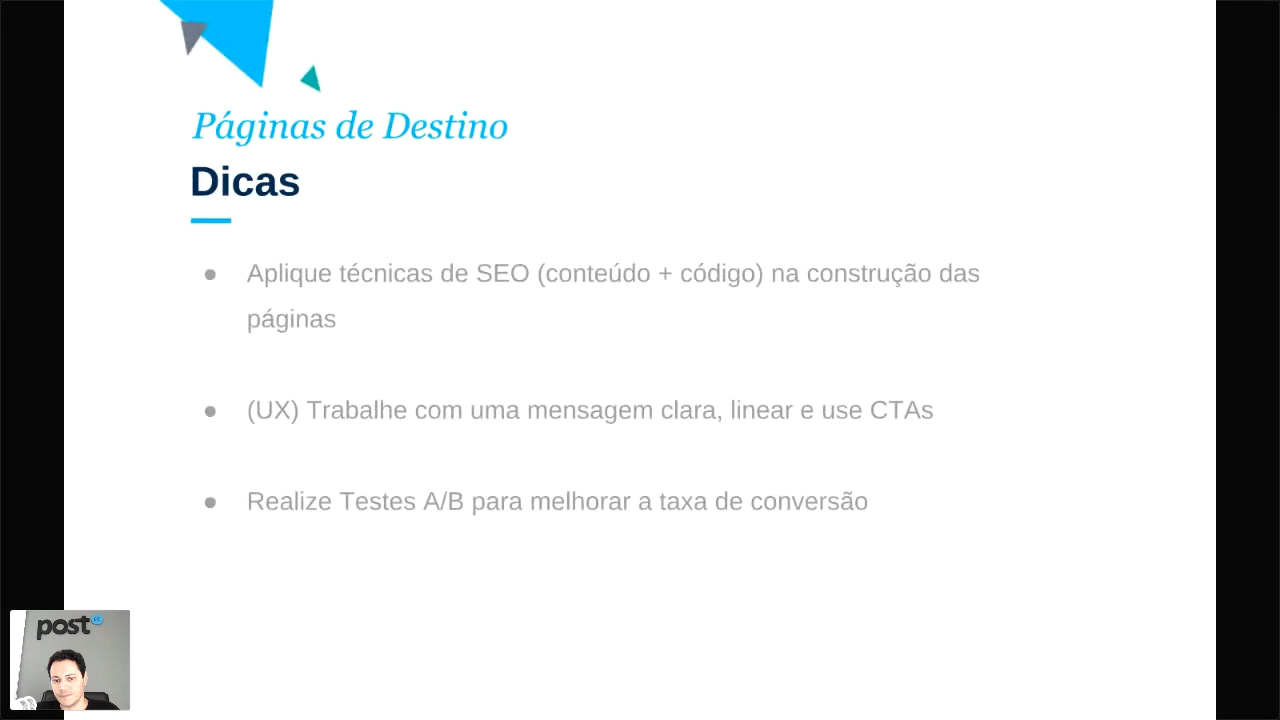 Páginas de Destino
Dicas
● Aplique técnicas de SEO (conteúdo + código) na construção das
páginas
● (UX) Trabalhe com uma mensagem clara, linear e use CTAs
● Realize Testes A/B para melhorar a taxa de conversão
post